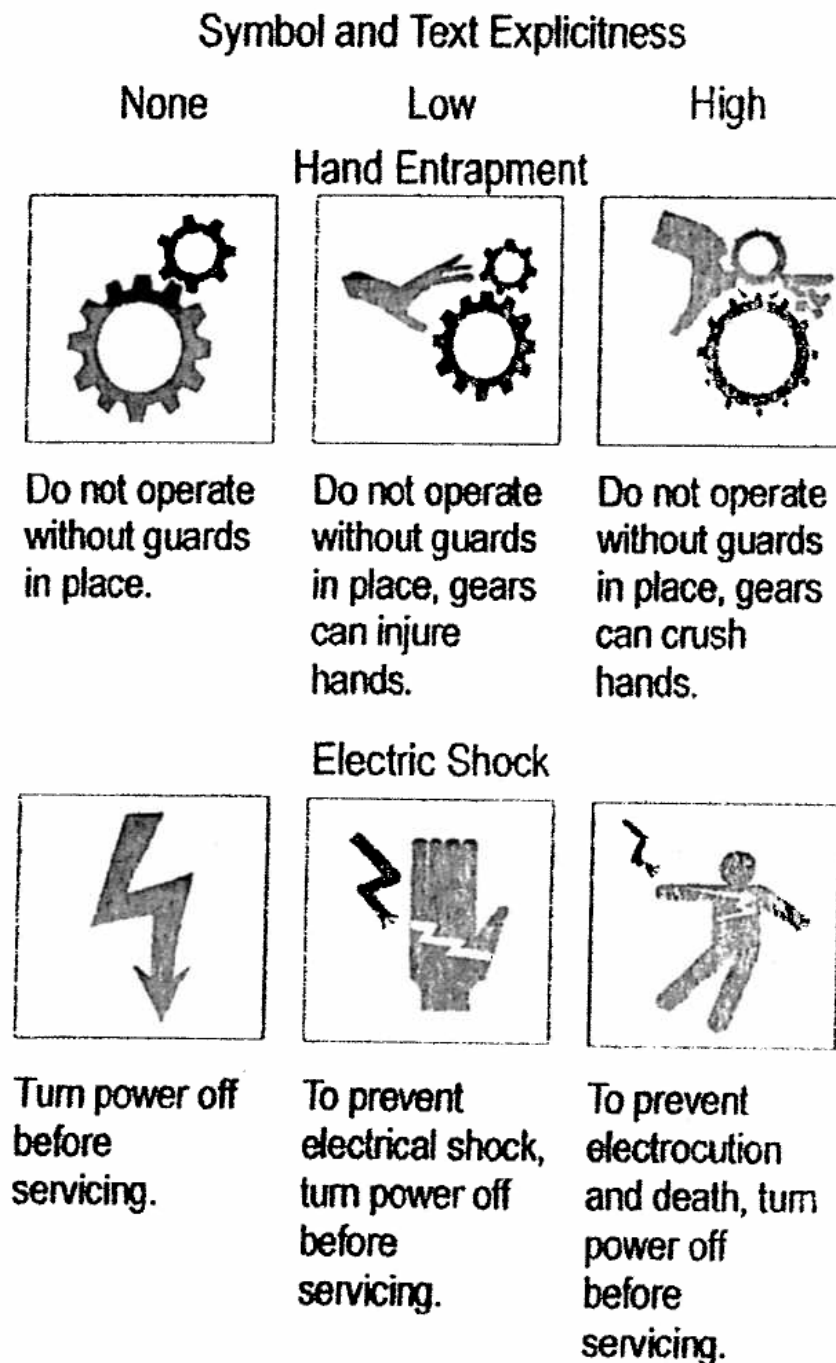 Symbol and Text Explicitness
None Low High
Hand Entrapment
Do not operate
without guards
in place.
Do not operate
without guards
in place, gears
can injure
hands.
Do not operate
without guards
in place, gears
can crush
hands.
Electric Shock
Turn power off
before
servicing.
To prevent
electrical shock,
turn power off
before
servicing.
To prevent
electrocution
and death, turn
power off
before
servicing.